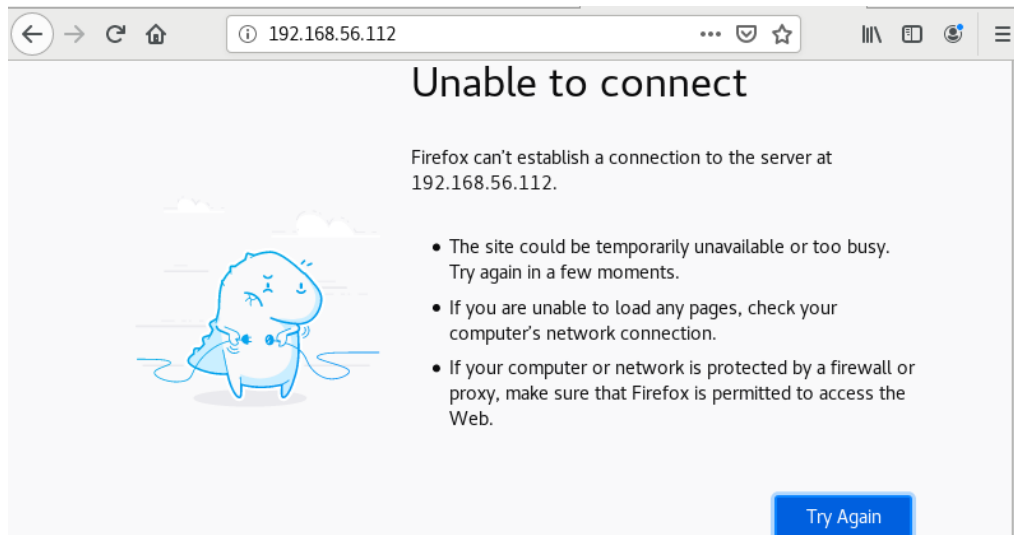 192.168.56.112
Unable to connect
Firefox can’t establish a connection to the server at
192.168.56.112.
The site could be temporarily unavailable or too busy.
Try again in a few moments.
If you are unable to load any pages, check your
computer’s network connection.
If your computer or network is protected by a firewall or
proxy, make sure that Firefox is permitted to access the
Web.
Try Again